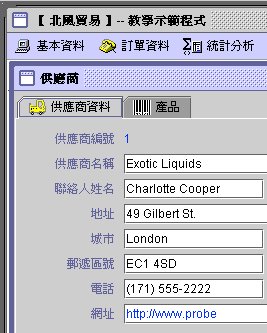 【 北風貿易 】-- 教學示範程式
基本資料 訂單資料 統計分析
供應商
供應商資料 產品
供應商編號 1
供應商名稱 Exotic Liquids
聯絡人姓名 Charlotte Cooper
地址 49 Gilbert St.
城市 London
郵遞區號 EC1 4SD
電話 (171) 555-2222
網址 http://www.probe